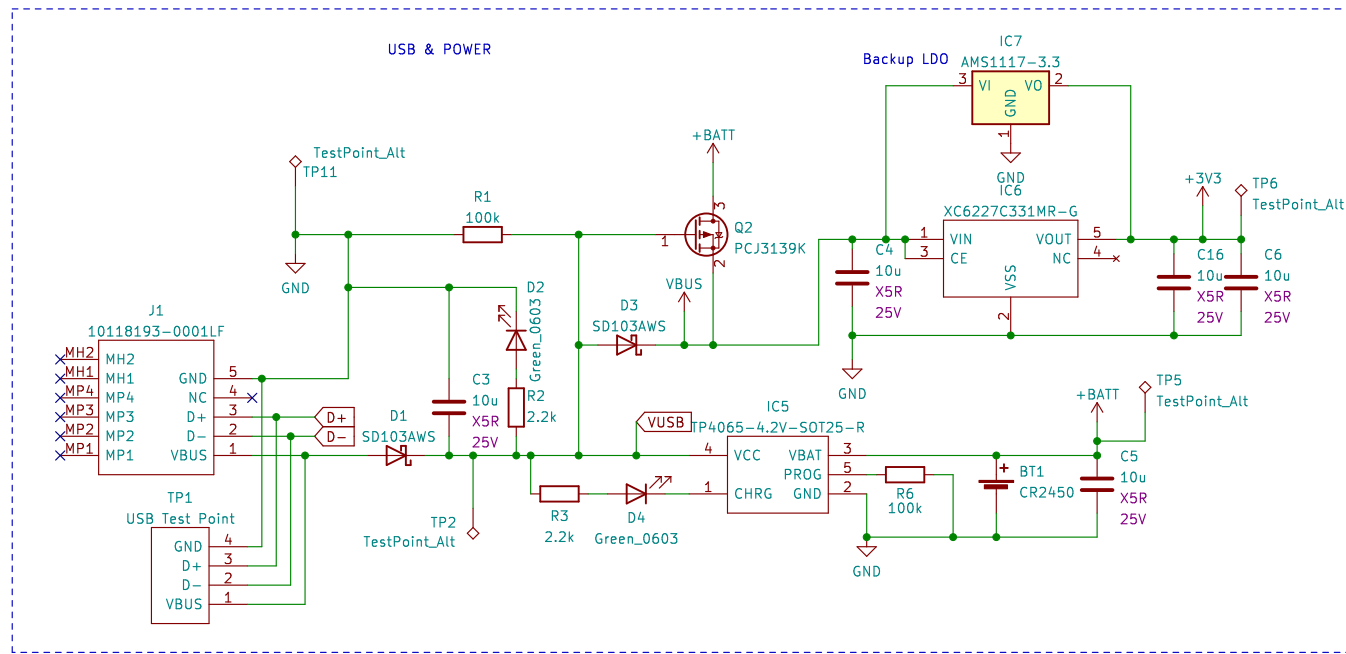 USB & POWER
IC7
Backup LDO
AMS1117-3.3
3
VI
VO
2
GND
1
GND
+BATT
TestPoint_Alt
TP11
R1
100k
3
Q2
PCJ3139K
1
2
GND
IC6
XC6227C331MR-G
1
VIN
VOUT
5
3
CE
NC
4
VSS
2
+3V3
TP6
TestPoint_Alt
C4
10u
X5R
25V
C16
10u
X5R
25V
C6
10u
X5R
25V
GND
VBUS
D3
SD103AWS
D2
Green_0603
R2
2.2k
C3
10u
X5R
25V
J1
10118193-0001LF
MH2
MH2
MH1
MH1
MP4
MP4
MP3
MP3
MP2
MP2
MP1
MP1
GND
5
NC
4
D+
3
D-
2
VBUS
1
D+
D-
D1
SD103AWS
TP1
USB Test Point
GND
4
D+
3
D-
2
VBUS
1
TP2
TestPoint_Alt
R3
2.2k
D4
Green_0603
VUSB
IC5
TP4065-4.2V-SOT25-R
4
VCC
VBAT
3
PROG
5
1
CHRG
GND
2
R6
100k
GND
+
BT1
CR2450
+BATT
TP5
TestPoint_Alt
C5
10u
X5R
25V